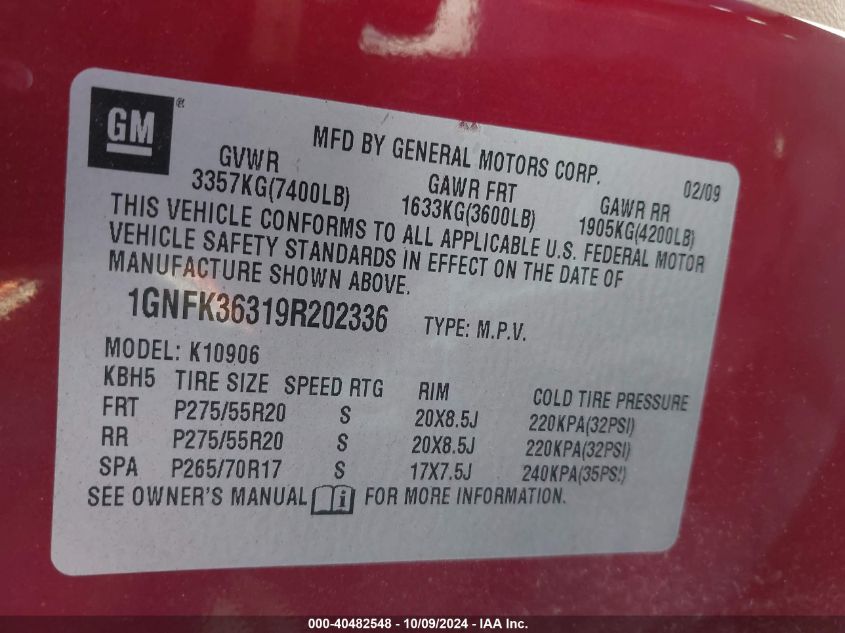 GM®
MFD BY GENERAL MOTORS CORP. 02/09
GVWR GAWR FRT GAWR RR
3357KG(7400LB) 1633KG(3600LB) 1905KG(4200LB)
THIS VEHICLE CONFORMS TO ALL APPLICABLE U.S. FEDERAL MOTOR
VEHICLE SAFETY STANDARDS IN EFFECT ON THE DATE OF
MANUFACTURE SHOWN ABOVE.
1GNFK36319R202336 TYPE: M.P.V.
MODEL: K10906
KBH5 TIRE SIZE SPEED RTG RIM COLD TIRE PRESSURE
FRT P275/55R20 S 20X8.5J 220KPA(32PSI)
RR P275/55R20 S 20X8.5J 220KPA(32PSI)
SPA P265/70R17 S 17X7.5J 240KPA(35PSI)
SEE OWNER'S MANUAL i FOR MORE INFORMATION.
000-40482548 - 10/09/2024 - IAA Inc.